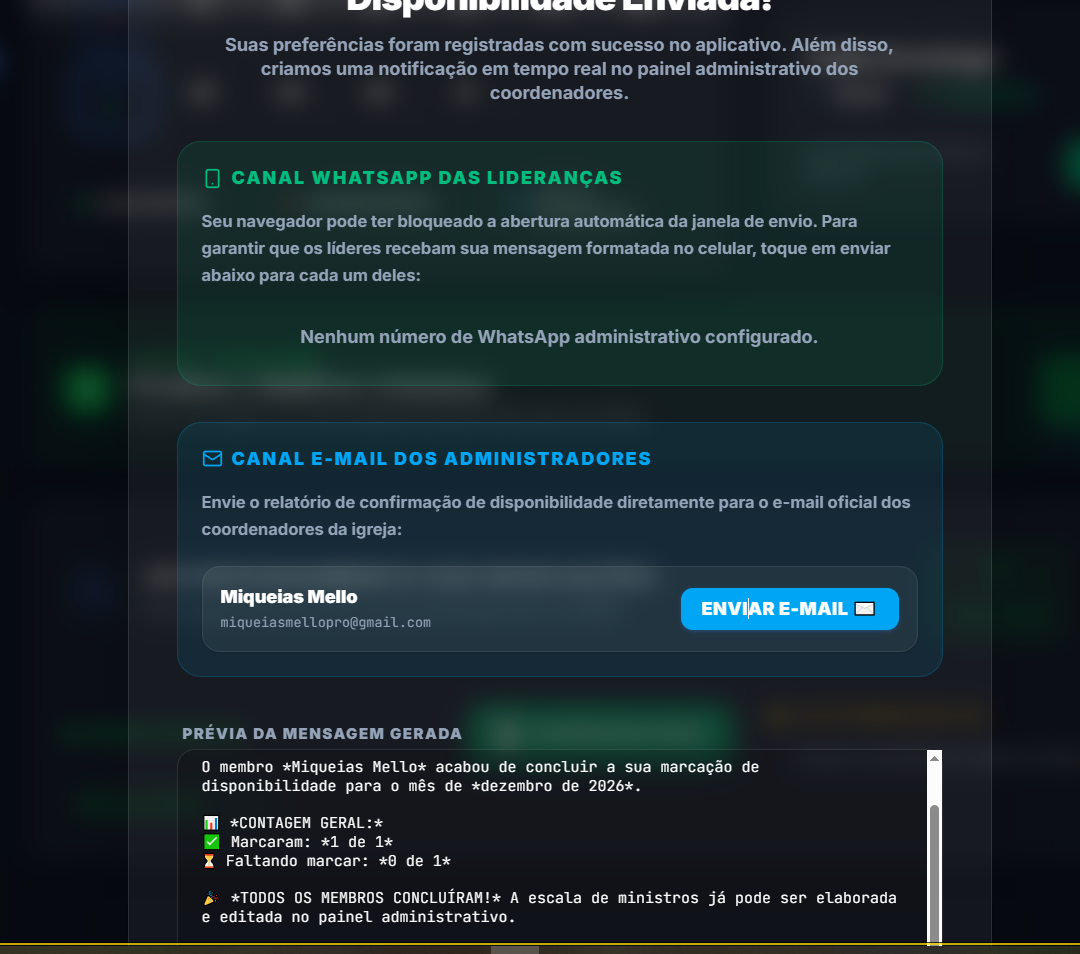 Disponibilidade Enviada!
Suas preferências foram registradas com sucesso no aplicativo. Além disso,
criamos uma notificação em tempo real no painel administrativo dos
coordenadores.
CANAL WHATSAPP DAS LIDERANÇAS
Seu navegador pode ter bloqueado a abertura automática da janela de envio. Para
garantir que os líderes recebam sua mensagem formatada no celular, toque em enviar
abaixo para cada um deles:
Nenhum número de WhatsApp administrativo configurado.
CANAL E-MAIL DOS ADMINISTRADORES
Envie o relatório de confirmação de disponibilidade diretamente para o e-mail oficial dos
coordenadores da igreja:
Miqueias Mello
miqueiasmellopro@gmail.com
ENVIAR E-MAIL ✉️
PRÉVIA DA MENSAGEM GERADA
O membro *Miqueias Mello* acabou de concluir a sua marcação de
disponibilidade para o mês de *dezembro de 2026*.
📊 *CONTAGEM GERAL:*
✅ Marcaram: *1 de 1*
⏳ Faltando marcar: *0 de 1*
🎉 *TODOS OS MEMBROS CONCLUÍRAM!* A escala de ministros já pode ser elaborada
e editada no painel administrativo.